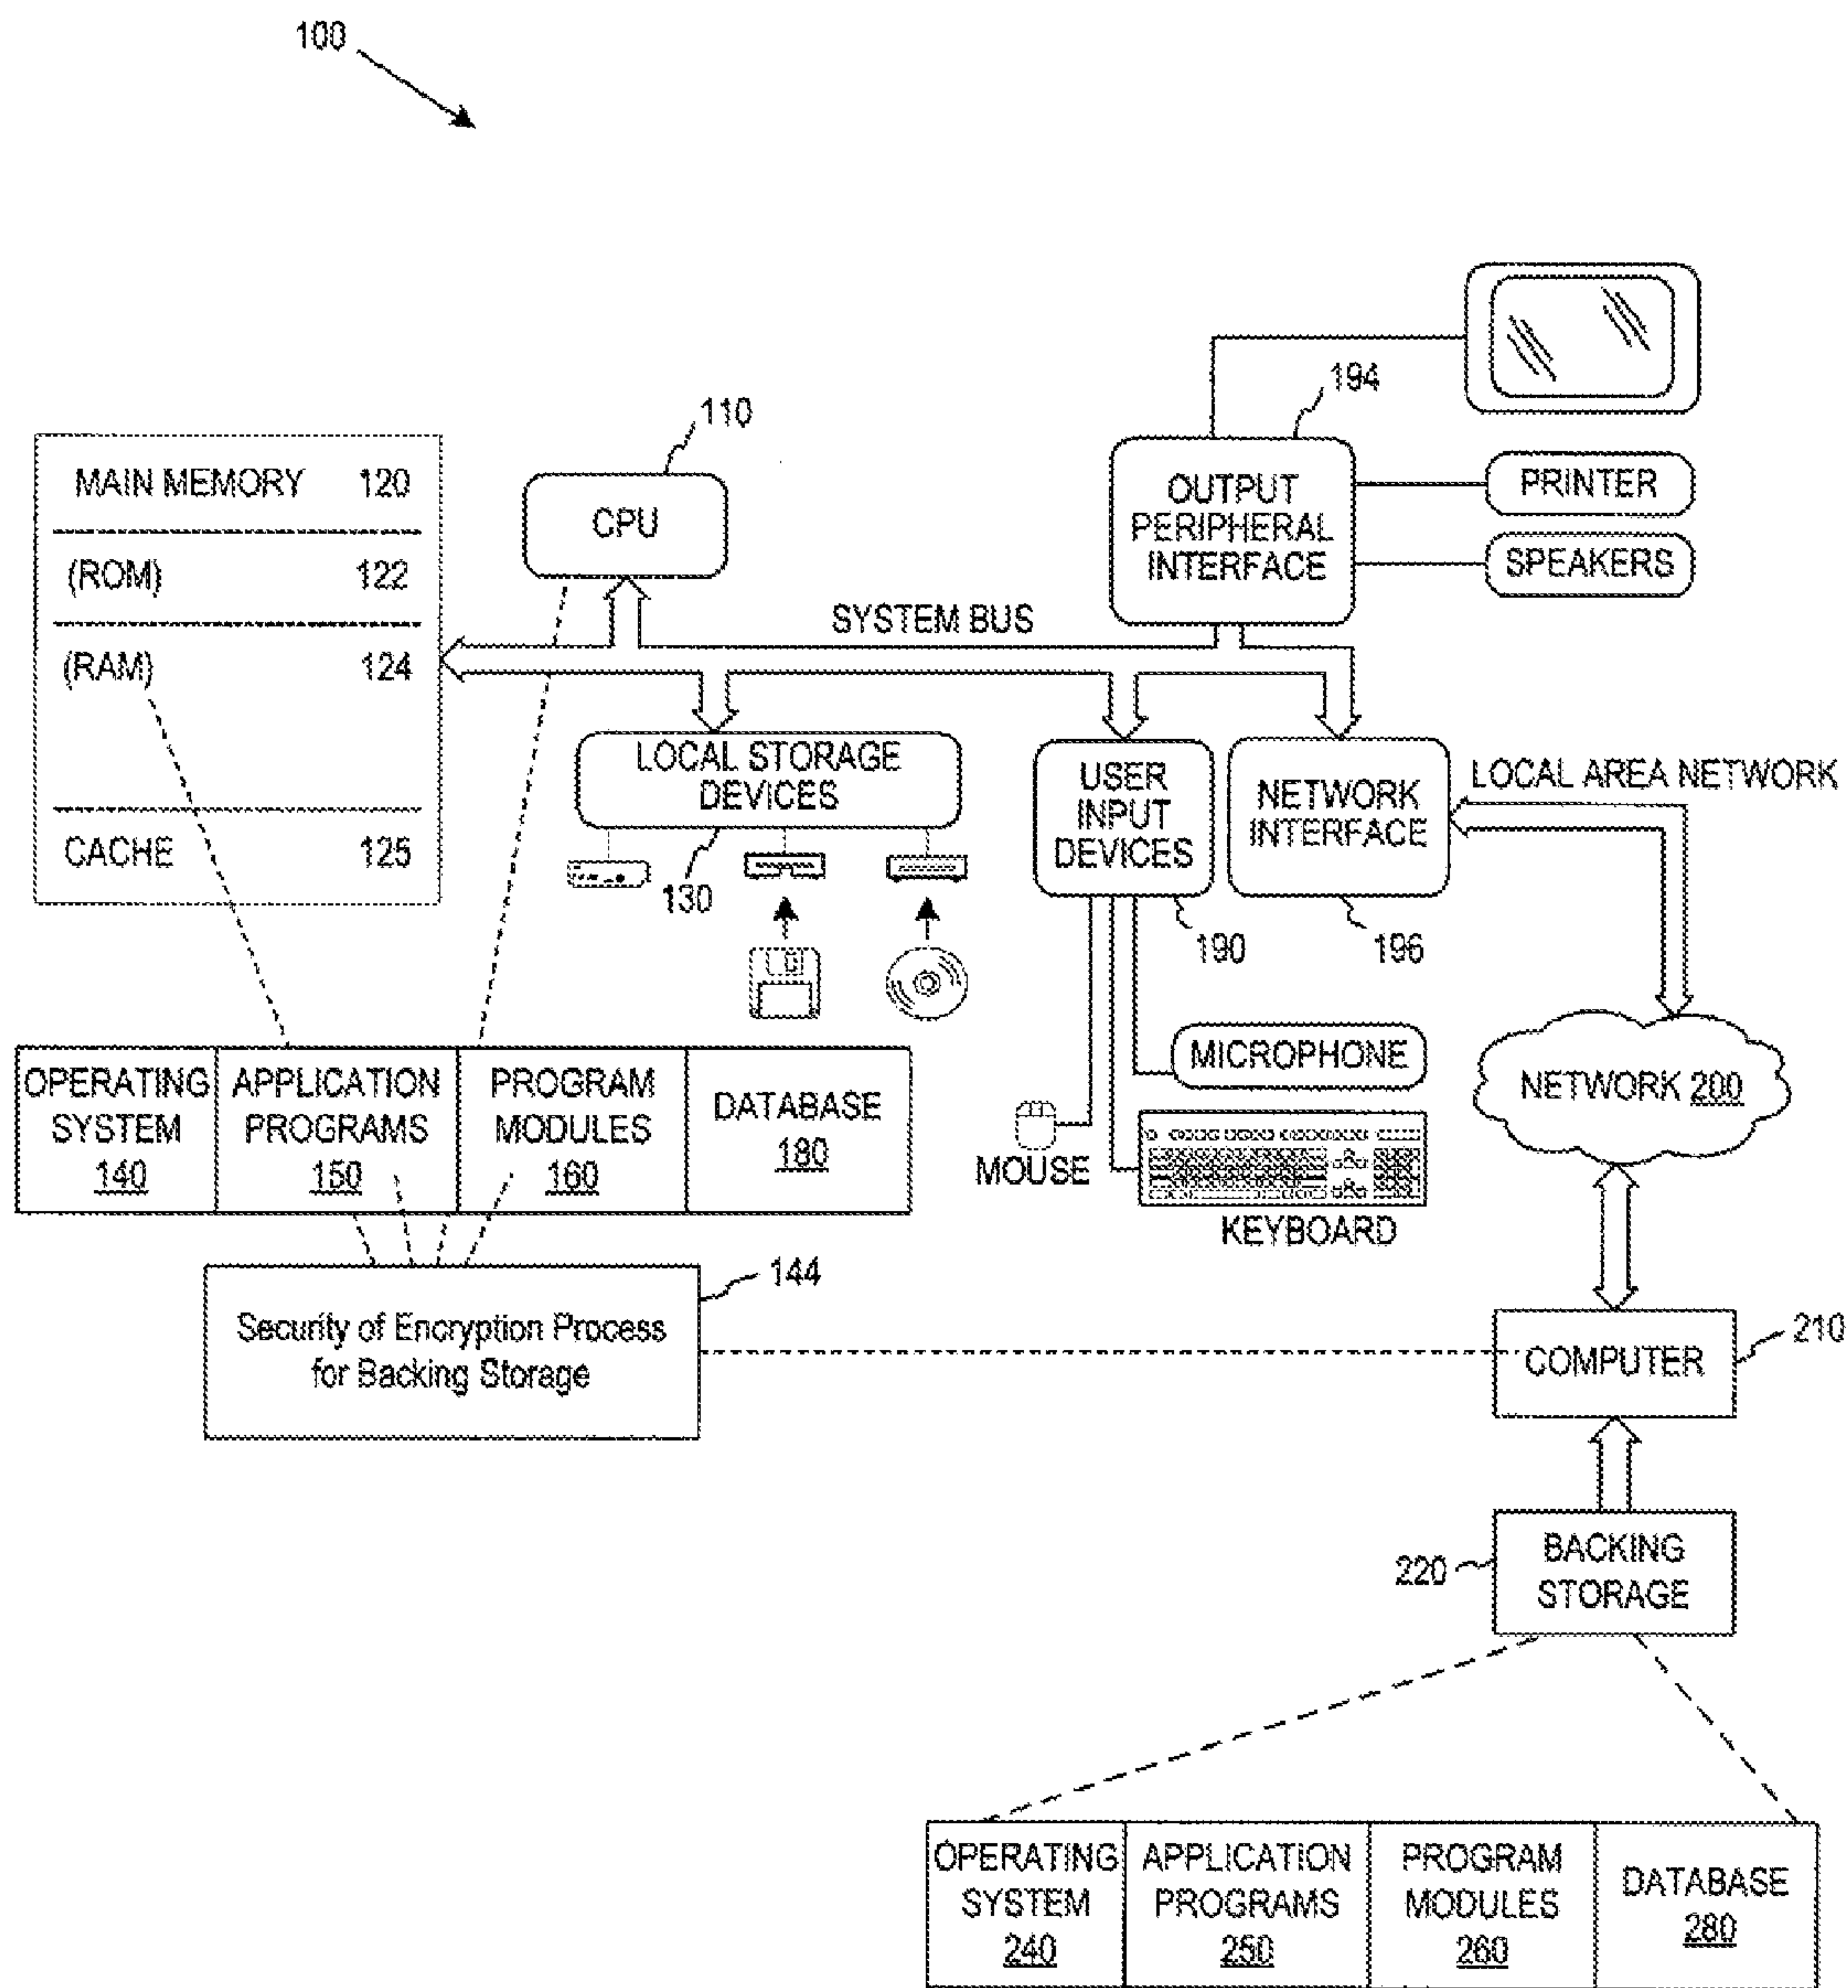 100
110
194
MAIN MEMORY 120
(ROM) 122
(RAM) 124
CACHE 125
CPU
OUTPUT
PERIPHERAL
INTERFACE
PRINTER
SPEAKERS
SYSTEM BUS
LOCAL STORAGE
DEVICES
130
USER
INPUT
DEVICES
190
NETWORK
INTERFACE
196
LOCAL AREA NETWORK
OPERATING
SYSTEM
140
APPLICATION
PROGRAMS
150
PROGRAM
MODULES
160
DATABASE
180
MICROPHONE
MOUSE
KEYBOARD
NETWORK 200
144
Security of Encryption Process
for Backing Storage
COMPUTER
210
220
BACKING
STORAGE
OPERATING
SYSTEM
240
APPLICATION
PROGRAMS
250
PROGRAM
MODULES
260
DATABASE
280